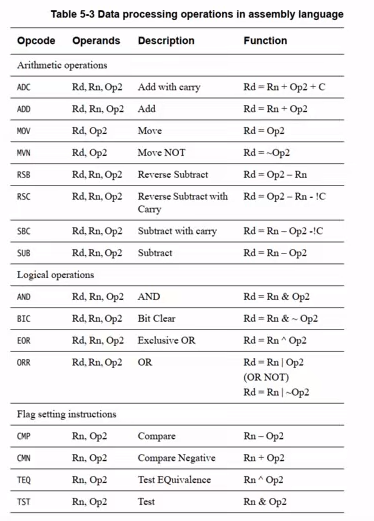 Table 5-3 Data processing operations in assembly language
Opcode Operands Description Function
Arithmetic operations
ADC Rd, Rn, Op2 Add with carry Rd = Rn + Op2 + C
ADD Rd, Rn, Op2 Add Rd = Rn + Op2
MOV Rd, Op2 Move Rd = Op2
MVN Rd, Op2 Move NOT Rd = ~Op2
RSB Rd, Rn, Op2 Reverse Subtract Rd = Op2 – Rn
RSC Rd, Rn, Op2 Reverse Subtract with Rd = Op2 – Rn - !C
Carry
SBC Rd, Rn, Op2 Subtract with carry Rd = Rn – Op2 -!C
SUB Rd, Rn, Op2 Subtract Rd = Rn – Op2
Logical operations
AND Rd, Rn, Op2 AND Rd = Rn & Op2
BIC Rd, Rn, Op2 Bit Clear Rd = Rn & ~ Op2
EOR Rd, Rn, Op2 Exclusive OR Rd = Rn ^ Op2
ORR Rd, Rn, Op2 OR Rd = Rn | Op2
(OR NOT)
Rd = Rn | ~Op2
Flag setting instructions
CMP Rn, Op2 Compare Rn – Op2
CMN Rn, Op2 Compare Negative Rn + Op2
TEQ Rn, Op2 Test EQuivalence Rn ^ Op2
TST Rn, Op2 Test Rn & Op2